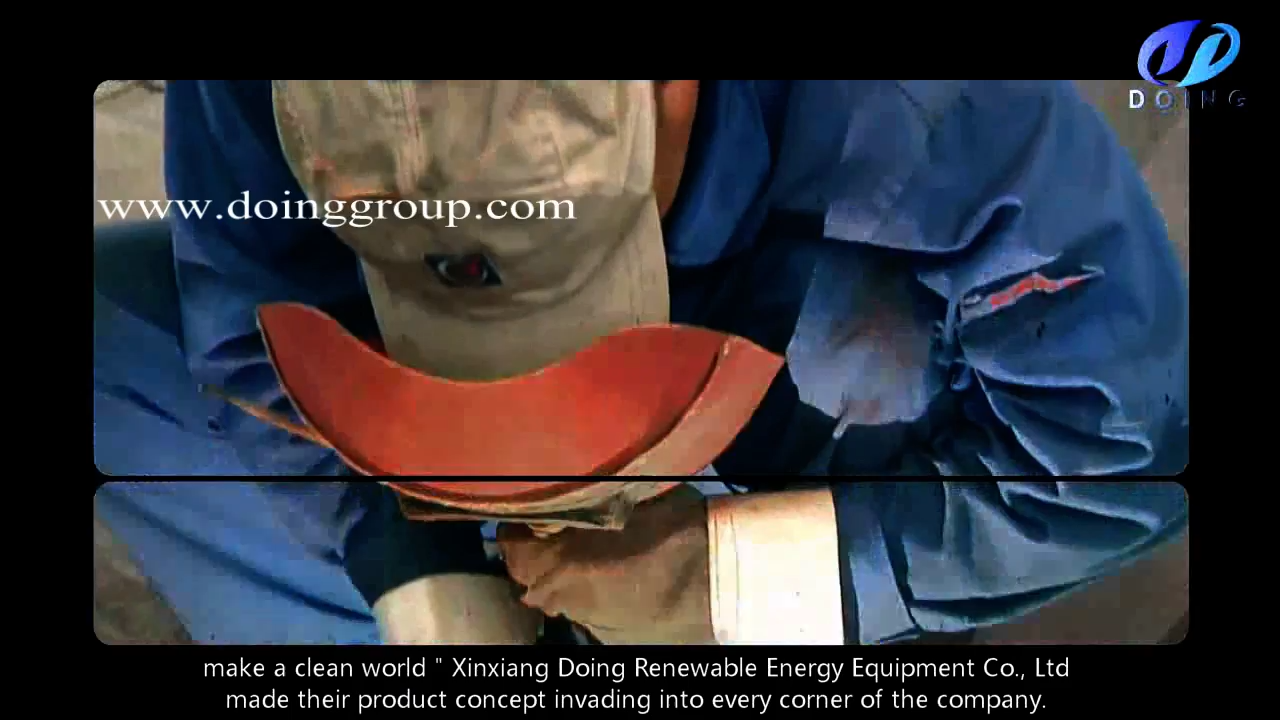 DOING
www.doinggroup.com
make a clean world " Xinxiang Doing Renewable Energy Equipment Co., Ltd
made their product concept invading into every corner of the company.